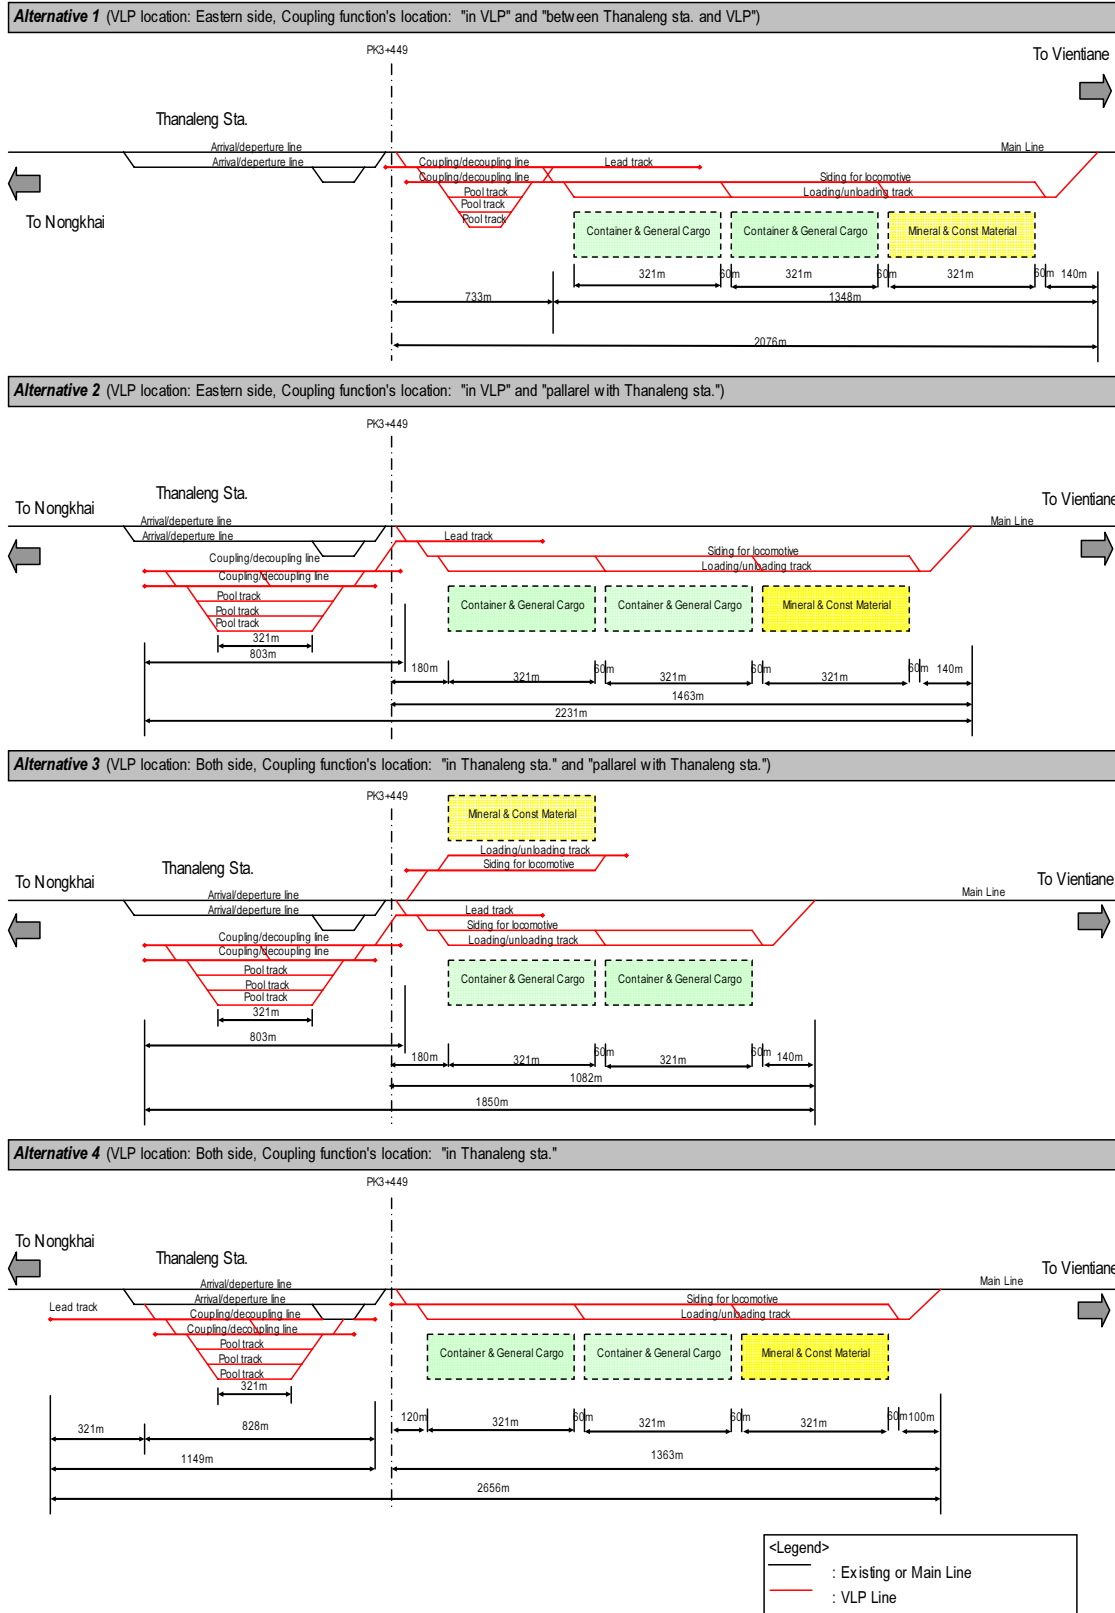 Alternative 1 (VLP location: Eastern side, Coupling function's location: "in VLP" and "between Thanaleng sta. and VLP")
PK3+449
To Vientiane
Thanaleng Sta.
Arrival/departure line
Main Line
Arrival/departure line
Coupling/decoupling line
Lead track
Coupling/decoupling line
Siding for locomotive
Pool track
Loading/unloading track
Pool track
To Nongkhai
Pool track
Container & General Cargo
Container & General Cargo
Mineral & Const Material
321m 60m 321m 60m 321m 60m 140m
733m
1348m
2076m
Alternative 2 (VLP location: Eastern side, Coupling function's location: "in VLP" and "pallarel with Thanaleng sta.")
PK3+449
To Nongkhai
Thanaleng Sta.
To Vientiane
Arrival/departure line
Main Line
Arrival/departure line
Lead track
Coupling/decoupling line
Siding for locomotive
Loading/unloading track
Coupling/decoupling line
Pool track
Pool track
Pool track
Container & General Cargo
Container & General Cargo
Mineral & Const Material
321m
803m
180m 321m 60m 321m 60m 321m 60m 140m
1463m
2231m
Alternative 3 (VLP location: Both side, Coupling function's location: "in Thanaleng sta." and "pallarel with Thanaleng sta.")
PK3+449
Mineral & Const Material
Loading/unloading track
Siding for locomotive
To Nongkhai
Thanaleng Sta.
To Vientiane
Arrival/departure line
Main Line
Arrival/departure line
Lead track
Siding for locomotive
Coupling/decoupling line
Loading/unloading track
Coupling/decoupling line
Pool track
Pool track
Pool track
Container & General Cargo
Container & General Cargo
321m
803m
180m 321m 60m 321m 60m 140m
1082m
1850m
Alternative 4 (VLP location: Both side, Coupling function's location: "in Thanaleng sta."
PK3+449
To Nongkhai
Thanaleng Sta.
To Vientiane
Arrival/departure line
Main Line
Arrival/departure line
Siding for locomotive
Lead track
Coupling/decoupling line
Loading/unloading track
Coupling/decoupling line
Pool track
Pool track
Pool track
Container & General Cargo
Container & General Cargo
Mineral & Const Material
321m
321m
828m
120m 321m 60m 321m 60m 321m 60m 100m
1149m
1363m
2656m
<Legend>
: Existing or Main Line
: VLP Line